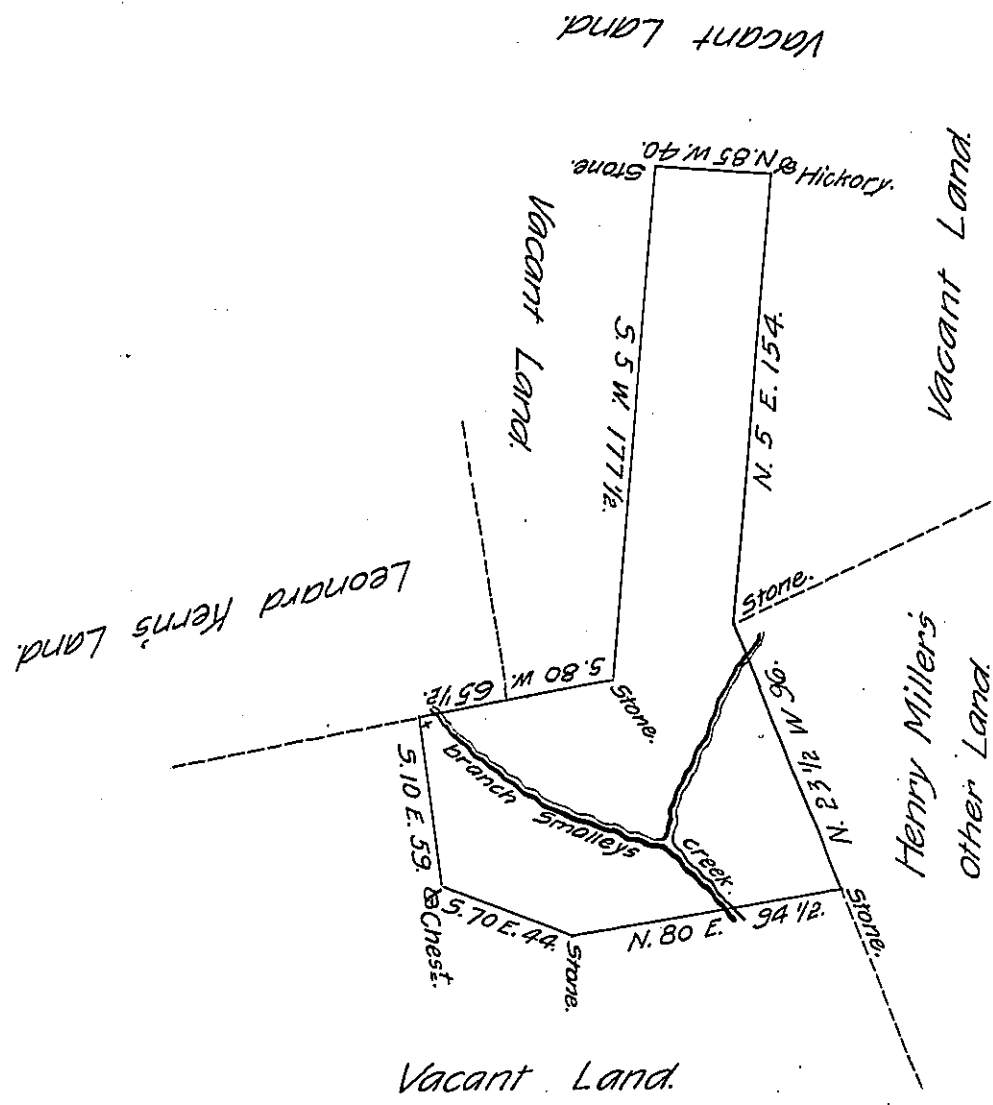 Vacant Land.
N. 85 W. 40.
Stone.
Hickory.
Vacant Land.
Vacant Land.
S. 5 W. 177 1/2.
N. 5 E. 154.
Leonard Kern's Land.
Stone.
S. 80 W. 65 1/2.
Stone.
N. 23 1/2 W. 96.
Henry Miller's
other Land.
S. 10 E. 59.
branch Smalleys creek.
Chest.
S. 70 E. 44.
Stone.
N. 80 E. 94 1/2.
Stone.
Vacant Land.